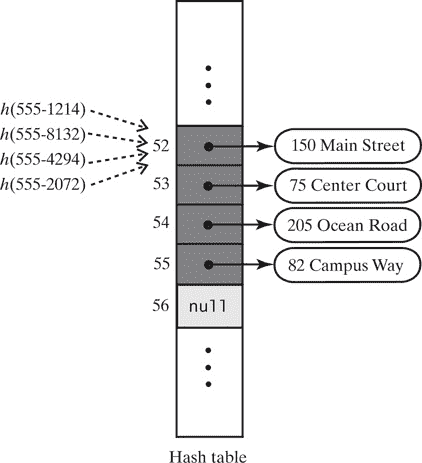 h(555-1214)
h(555-8132)
h(555-4294)
h(555-2072)
52
150 Main Street
53
75 Center Court
54
205 Ocean Road
55
82 Campus Way
56
null
Hash table